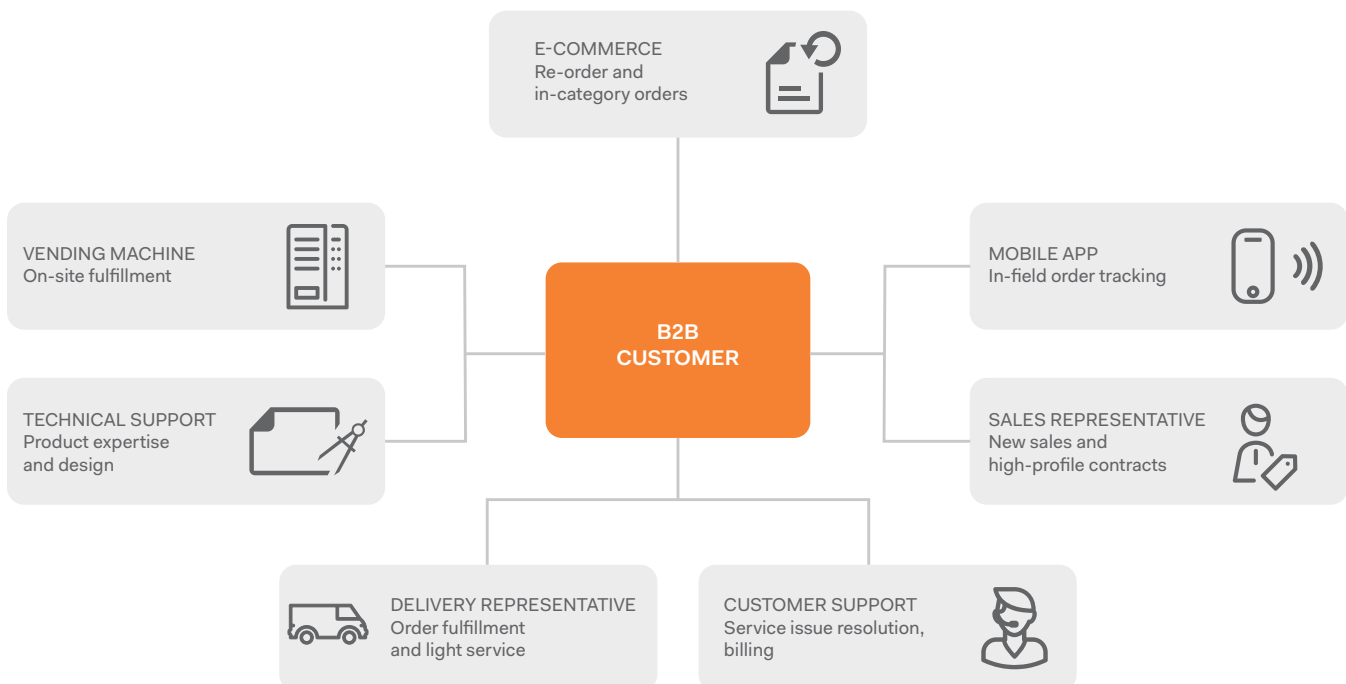 E-COMMERCE
Re-order and
in-category orders
VENDING MACHINE
On-site fulfillment
MOBILE APP
In-field order tracking
B2B
CUSTOMER
TECHNICAL SUPPORT
Product expertise
and design
SALES REPRESENTATIVE
New sales and
high-profile contracts
DELIVERY REPRESENTATIVE
Order fulfillment
and light service
CUSTOMER SUPPORT
Service issue resolution,
billing